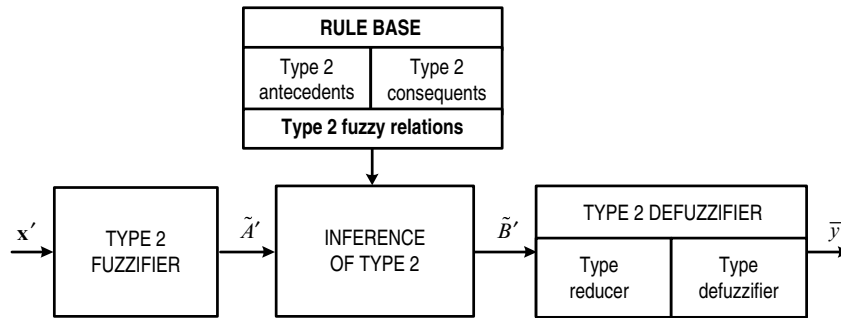 RULE BASE
Type 2
antecedents
Type 2
consequents
Type 2 fuzzy relations
x′
TYPE 2
FUZZIFIER
Ã′
INFERENCE
OF TYPE 2
B̃′
TYPE 2 DEFUZZIFIER
Type
reducer
Type
defuzzifier
y̅